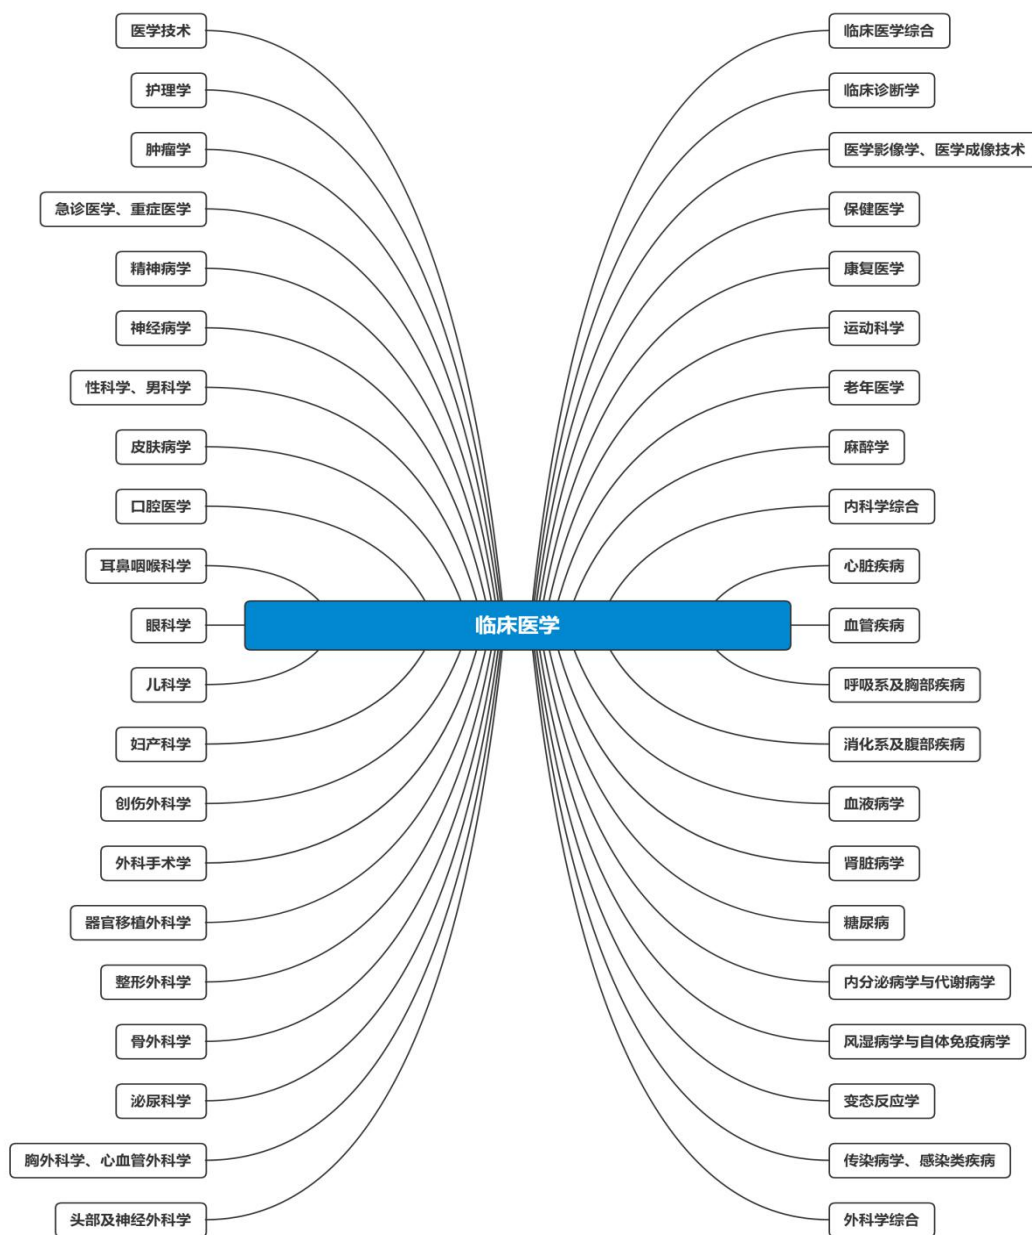 医学技术
护理学
肿瘤学
急诊医学、重症医学
精神病学
神经病学
性科学、男科学
皮肤病学
口腔医学
耳鼻咽喉科学
眼科学
儿科学
妇产科学
创伤外科学
外科手术学
器官移植外科学
整形外科学
骨外科学
泌尿科学
胸外科学、心血管外科学
头部及神经外科学
临床医学
临床医学综合
临床诊断学
医学影像学、医学成像技术
保健医学
康复医学
运动科学
老年医学
麻醉学
内科学综合
心脏疾病
血管疾病
呼吸系及胸部疾病
消化系及腹部疾病
血液病学
肾脏病学
糖尿病
内分泌病学与代谢病学
风湿病学与自体免疫病学
变态反应学
传染病学、感染类疾病
外科学综合